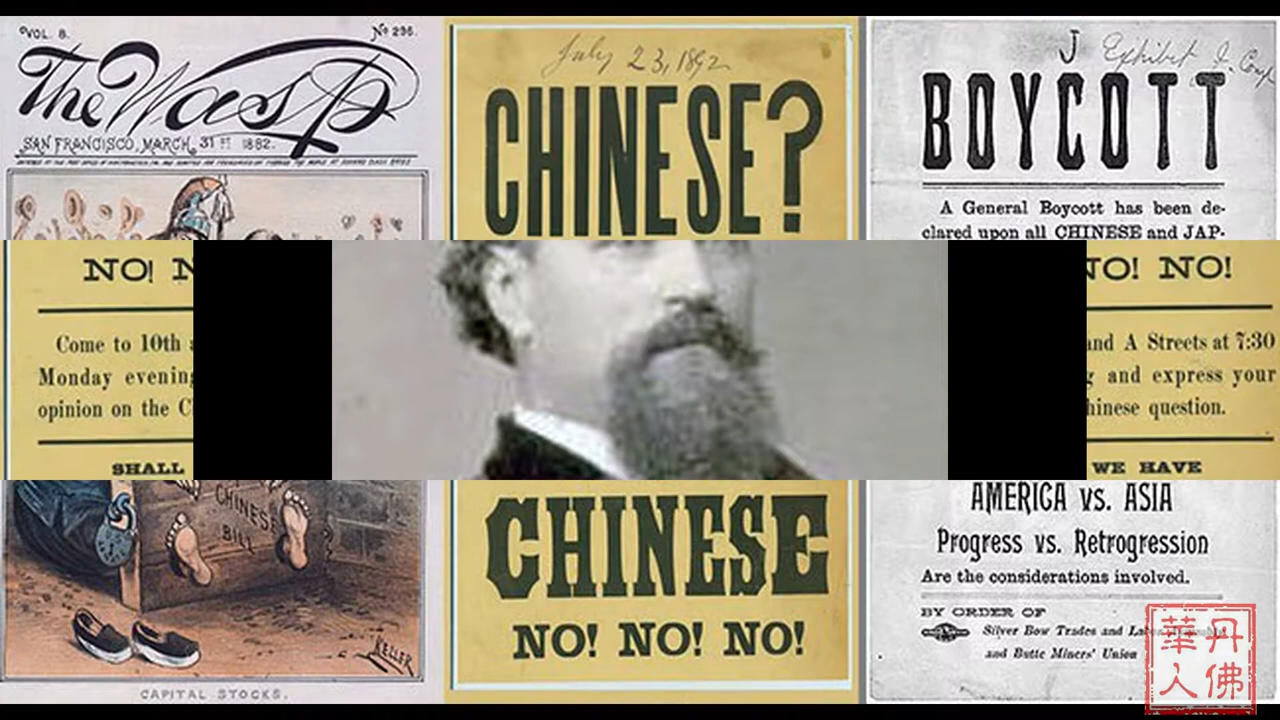 VOL. 8.
No 296.
The Wasp
SAN FRANCISCO, MARCH 31ST 1882.
July 23, 1892
CHINESE?
J Exhibit
BOYCOTT
A General Boycott has been de-
clared upon all CHINESE and JAP-
NO! N
Come to 10th a
Monday evening
opinion on the C
SHALL
NO! NO!
and A Streets at 7:30
g and express your
hinese question.
WE HAVE
CHINESE
BILL
KELLER
CAPITAL STOCKS.
CHINESE
NO! NO! NO!
AMERICA vs. ASIA
Progress vs. Retrogression
Are the considerations involved.
BY ORDER OF
Silver Bow Trades and
and Butte Miners' Union
丹佛
華人